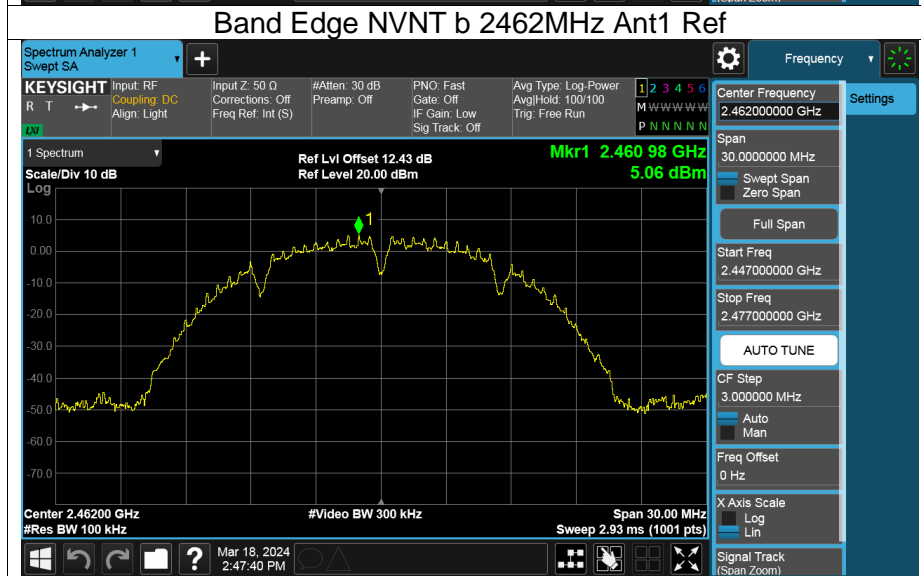 (Span Zoom)
Band Edge NVNT b 2462MHz Ant1 Ref
Spectrum Analyzer 1
Swept SA
+
Frequency
KEYSIGHT
R T
LXI
Input: RF
Coupling: DC
Align: Light
Input Z: 50 Ω
Corrections: Off
Freq Ref: Int (S)
#Atten: 30 dB
Preamp: Off
PNO: Fast
Gate: Off
IF Gain: Low
Sig Track: Off
Avg Type: Log-Power
Avg|Hold: 100/100
Trig: Free Run
1 2 3 4 5 6
M W W W W W
P N N N N N
Center Frequency
2.462000000 GHz
Settings
1 Spectrum
Scale/Div 10 dB
Ref Lvl Offset 12.43 dB
Ref Level 20.00 dBm
Mkr1 2.460 98 GHz
5.06 dBm
Span
30.0000000 MHz
Swept Span
Zero Span
Full Span
Start Freq
2.447000000 GHz
Stop Freq
2.477000000 GHz
AUTO TUNE
CF Step
3.000000 MHz
Auto
Man
Freq Offset
0 Hz
X Axis Scale
Log
Lin
Signal Track
(Span Zoom)
Log
10.0
0.00
-10.0
-20.0
-30.0
-40.0
-50.0
-60.0
-70.0
1
Center 2.46200 GHz
#Res BW 100 kHz
#Video BW 300 kHz
Span 30.00 MHz
Sweep 2.93 ms (1001 pts)
?
Mar 18, 2024
2:47:40 PM